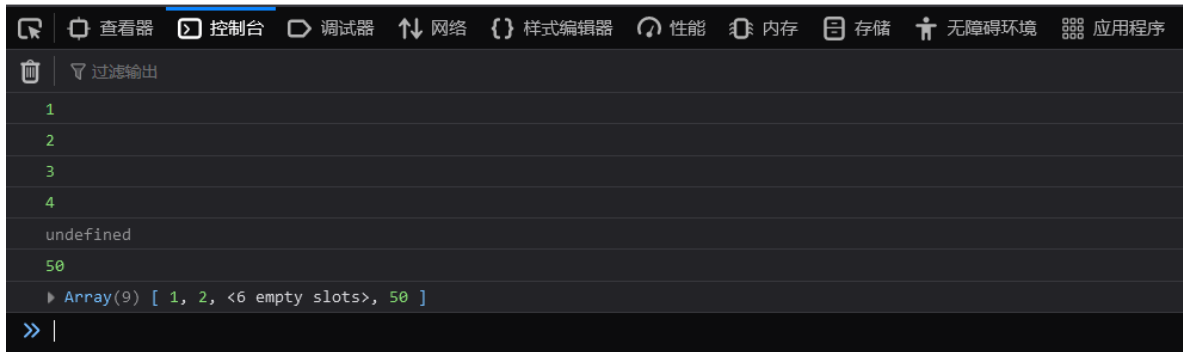 查看器 控制台 调试器 网络 {} 样式编辑器 性能 内存 存储 无障碍环境 应用程序
过滤输出
1
2
3
4
undefined
50
Array(9) [ 1, 2, <6 empty slots>, 50 ]